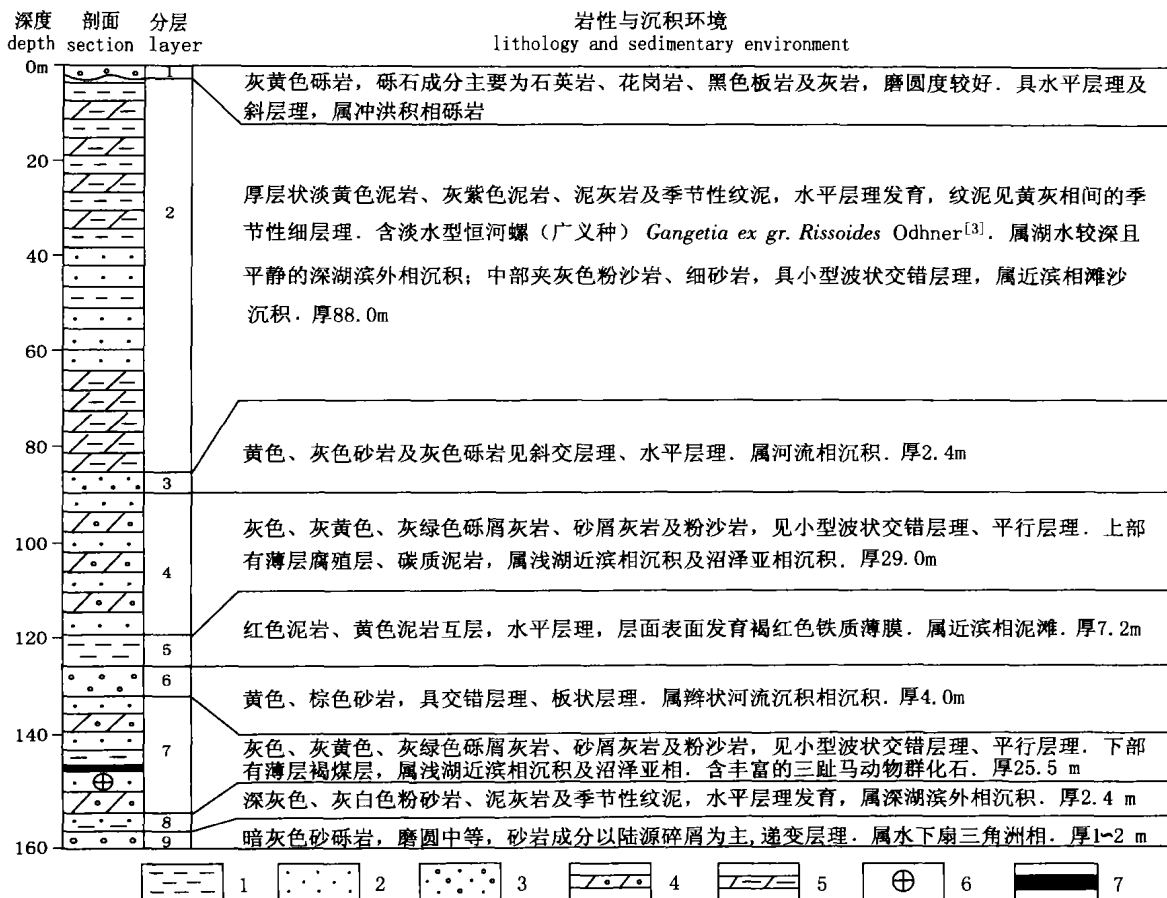 深度 剖面 分层 岩性与沉积环境
depth section layer lithology and sedimentary environment
0m
1
灰黄色砾岩，砾石成分主要为石英岩、花岗岩、黑色板岩及灰岩，磨圆度较好．具水平层理及
斜层理，属冲洪积相砾岩
20
2
厚层状淡黄色泥岩、灰紫色泥岩、泥灰岩及季节性纹泥，水平层理发育，纹泥见黄灰相间的季
节性细层理．含淡水型恒河螺（广义种）Gangetia ex gr. Rissoides Odhner[3]．属湖水较深且
平静的深湖滨外相沉积；中部夹灰色粉沙岩、细砂岩，具小型波状交错层理，属近滨相滩沙
沉积．厚88.0m
40
60
80
黄色、灰色砂岩及灰色砾岩见斜交层理、水平层理．属河流相沉积．厚2.4m
3
灰色、灰黄色、灰绿色砾屑灰岩、砂屑灰岩及粉沙岩，见小型波状交错层理、平行层理．上部
有薄层腐殖层、碳质泥岩，属浅湖近滨相沉积及沼泽亚相沉积．厚29.0m
100
4
120
红色泥岩、黄色泥岩互层，水平层理，层面表面发育褐红色铁质薄膜．属近滨相泥滩．厚7.2m
5
6
黄色、棕色砂岩，具交错层理、板状层理．属辫状河流沉积相沉积．厚4.0m
140
7
灰色、灰黄色、灰绿色砾屑灰岩、砂屑灰岩及粉沙岩，见小型波状交错层理、平行层理．下部
有薄层褐煤层，属浅湖近滨相沉积及沼泽亚相．含丰富的三趾马动物群化石．厚25.5 m
深灰色、灰白色粉砂岩、泥灰岩及季节性纹泥，水平层理发育，属深湖滨外相沉积．厚2.4 m
8
暗灰色砂砾岩，磨圆中等，砂岩成分以陆源碎屑为主,递变层理．属水下扇三角洲相．厚1~2 m
9
160
1 2 3 4 5 6 7